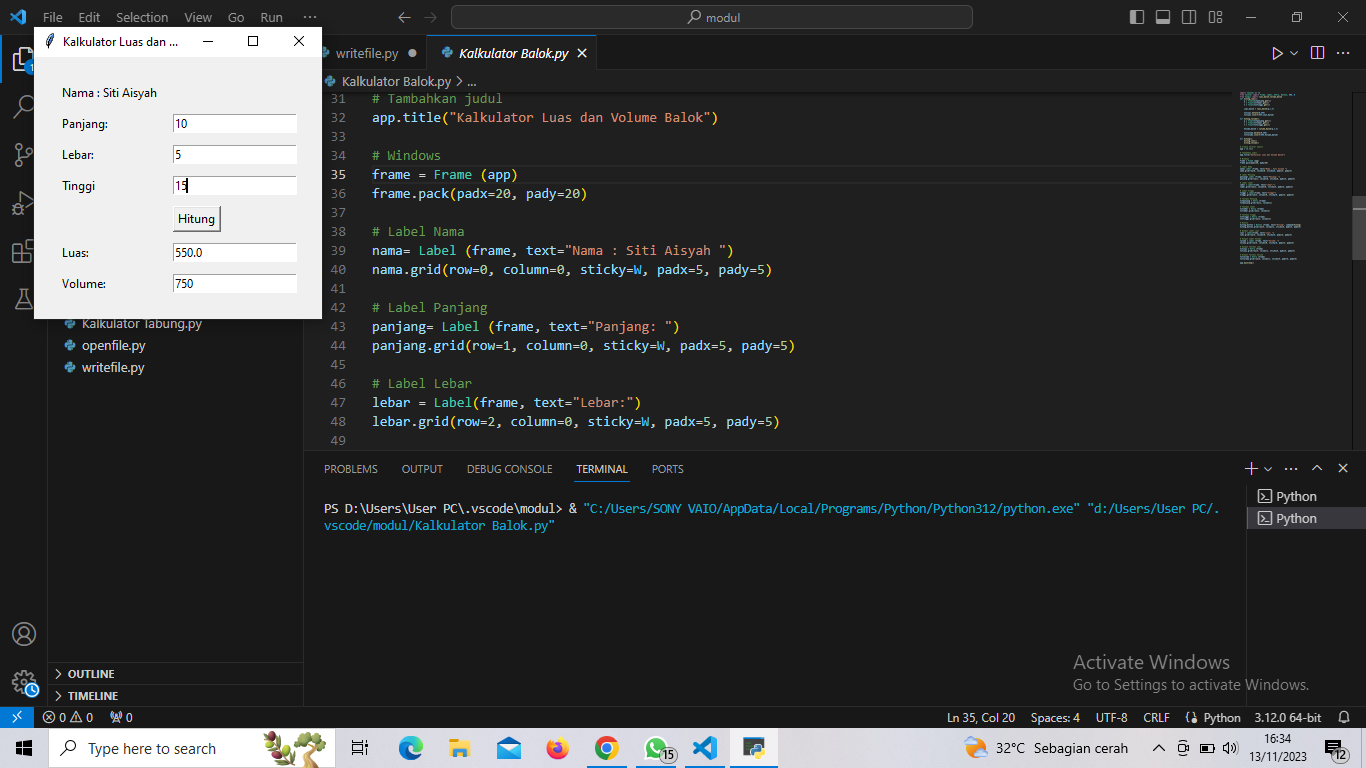 File Edit Selection View Go Run ···
modul
Kalkulator Luas dan ...
Nama : Siti Aisyah
Panjang: 10
Lebar: 5
Tinggi 15
Hitung
Luas: 550.0
Volume: 750
Kalkulator Tabung.py
openfile.py
writefile.py
OUTLINE
TIMELINE
writefile.py
Kalkulator Balok.py
Kalkulator Balok.py > ...
31 # Tambahkan judul
32 app.title("Kalkulator Luas dan Volume Balok")
33
34 # Windows
35 frame = Frame (app)
36 frame.pack(padx=20, pady=20)
37
38 # Label Nama
39 nama= Label (frame, text="Nama : Siti Aisyah ")
40 nama.grid(row=0, column=0, sticky=W, padx=5, pady=5)
41
42 # Label Panjang
43 panjang= Label (frame, text="Panjang: ")
44 panjang.grid(row=1, column=0, sticky=W, padx=5, pady=5)
45
46 # Label Lebar
47 lebar = Label(frame, text="Lebar:")
48 lebar.grid(row=2, column=0, sticky=W, padx=5, pady=5)
49
PROBLEMS OUTPUT DEBUG CONSOLE TERMINAL PORTS
PS D:\Users\User PC\.vscode\modul> & "C:/Users/SONY VAIO/AppData/Local/Programs/Python/Python312/python.exe" "d:/Users/User PC/.
vscode/modul/Kalkulator Balok.py"
Python
Python
Activate Windows
Go to Settings to activate Windows.
0 0 0
Ln 35, Col 20 Spaces: 4 UTF-8 CRLF Python 3.12.0 64-bit
Type here to search
15
32°C Sebagian cerah
16:34
13/11/2023
12